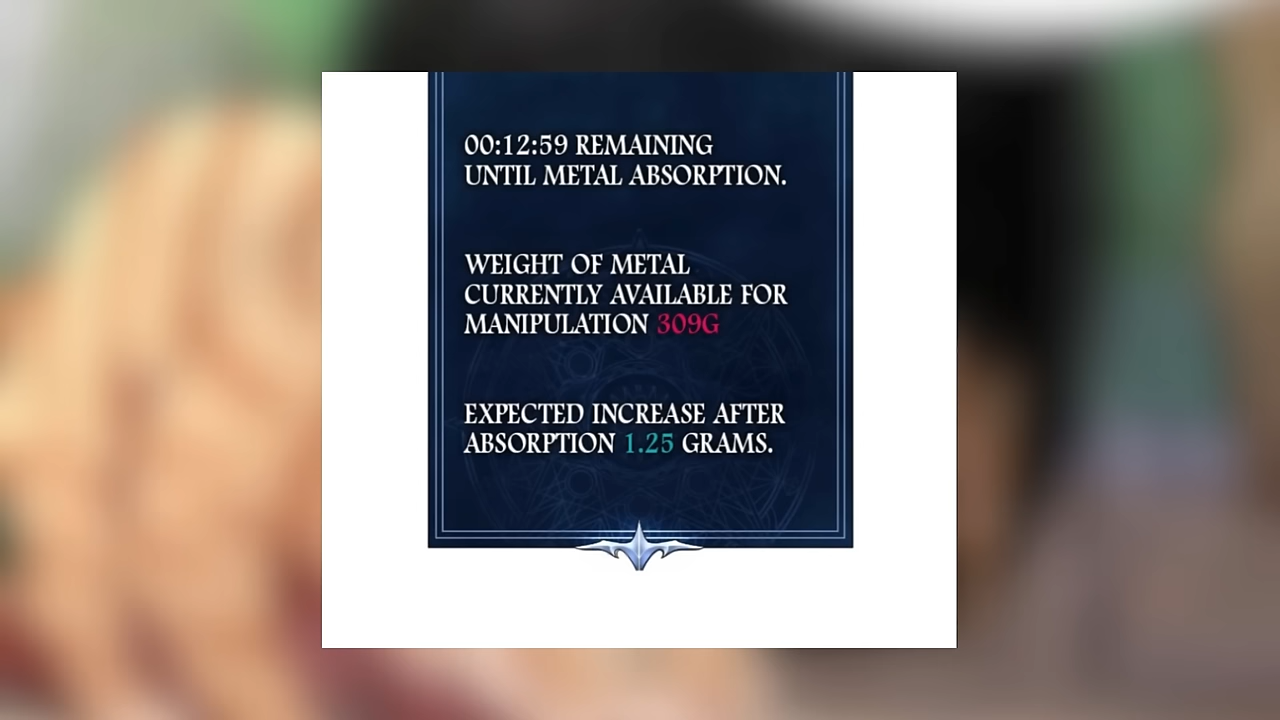 00:12:59 REMAINING
UNTIL METAL ABSORPTION.
WEIGHT OF METAL
CURRENTLY AVAILABLE FOR
MANIPULATION 309G
EXPECTED INCREASE AFTER
ABSORPTION 1.25 GRAMS.